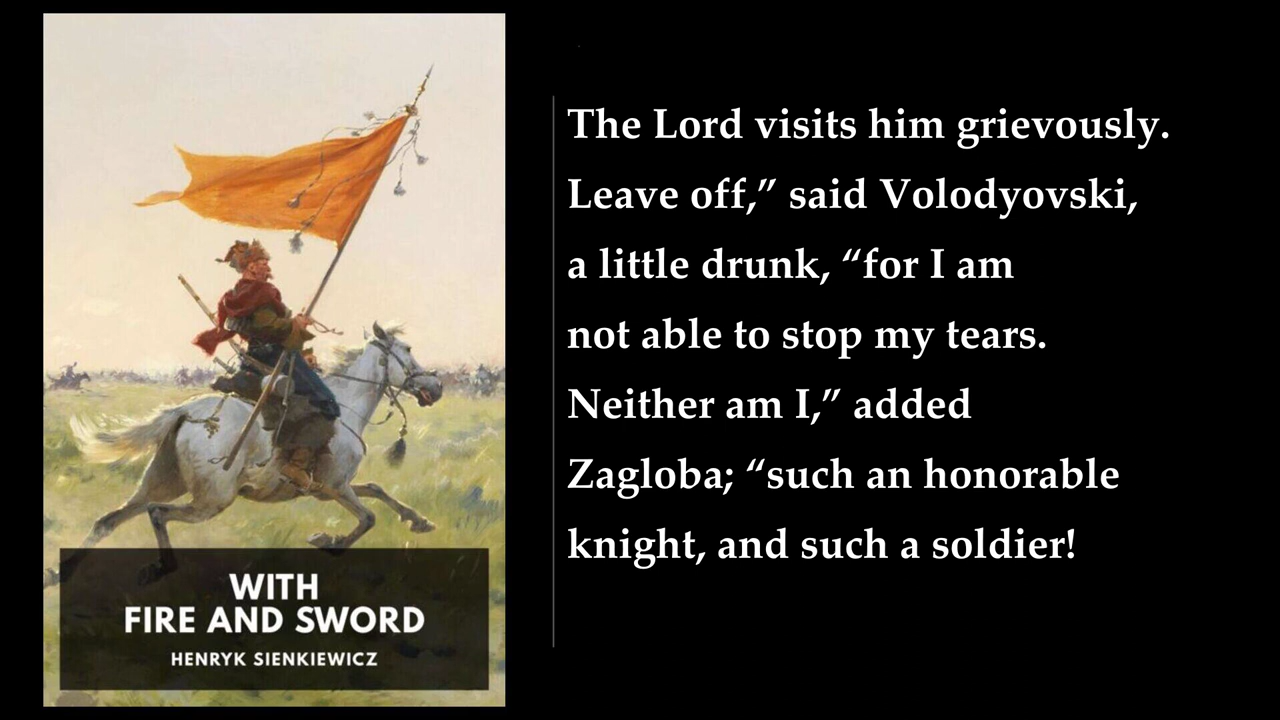 WITH
FIRE AND SWORD
HENRYK SIENKIEWICZ
The Lord visits him grievously.
Leave off,” said Volodyovski,
a little drunk, “for I am
not able to stop my tears.
Neither am I,” added
Zagloba; “such an honorable
knight, and such a soldier!